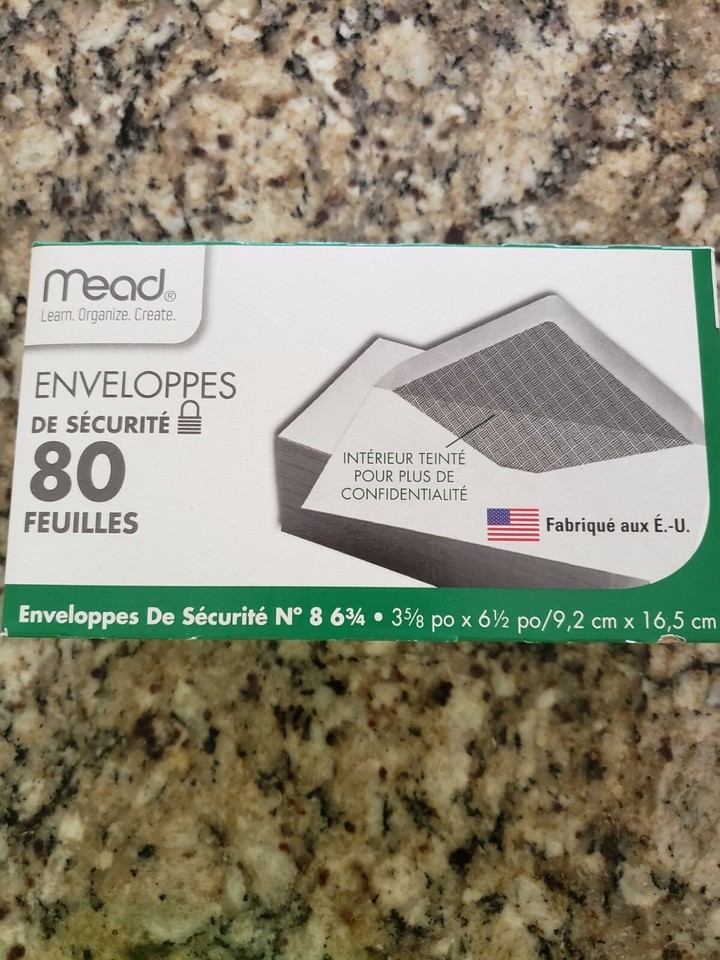 mead®
Learn. Organize. Create.
ENVELOPPES
DE SÉCURITÉ
80
FEUILLES
INTÉRIEUR TEINTÉ
POUR PLUS DE
CONFIDENTIALITÉ
Fabriqué aux É.-U.
Enveloppes De Sécurité Nº 8 6¾ • 3⅝ po x 6½ po/9,2 cm x 16,5 cm